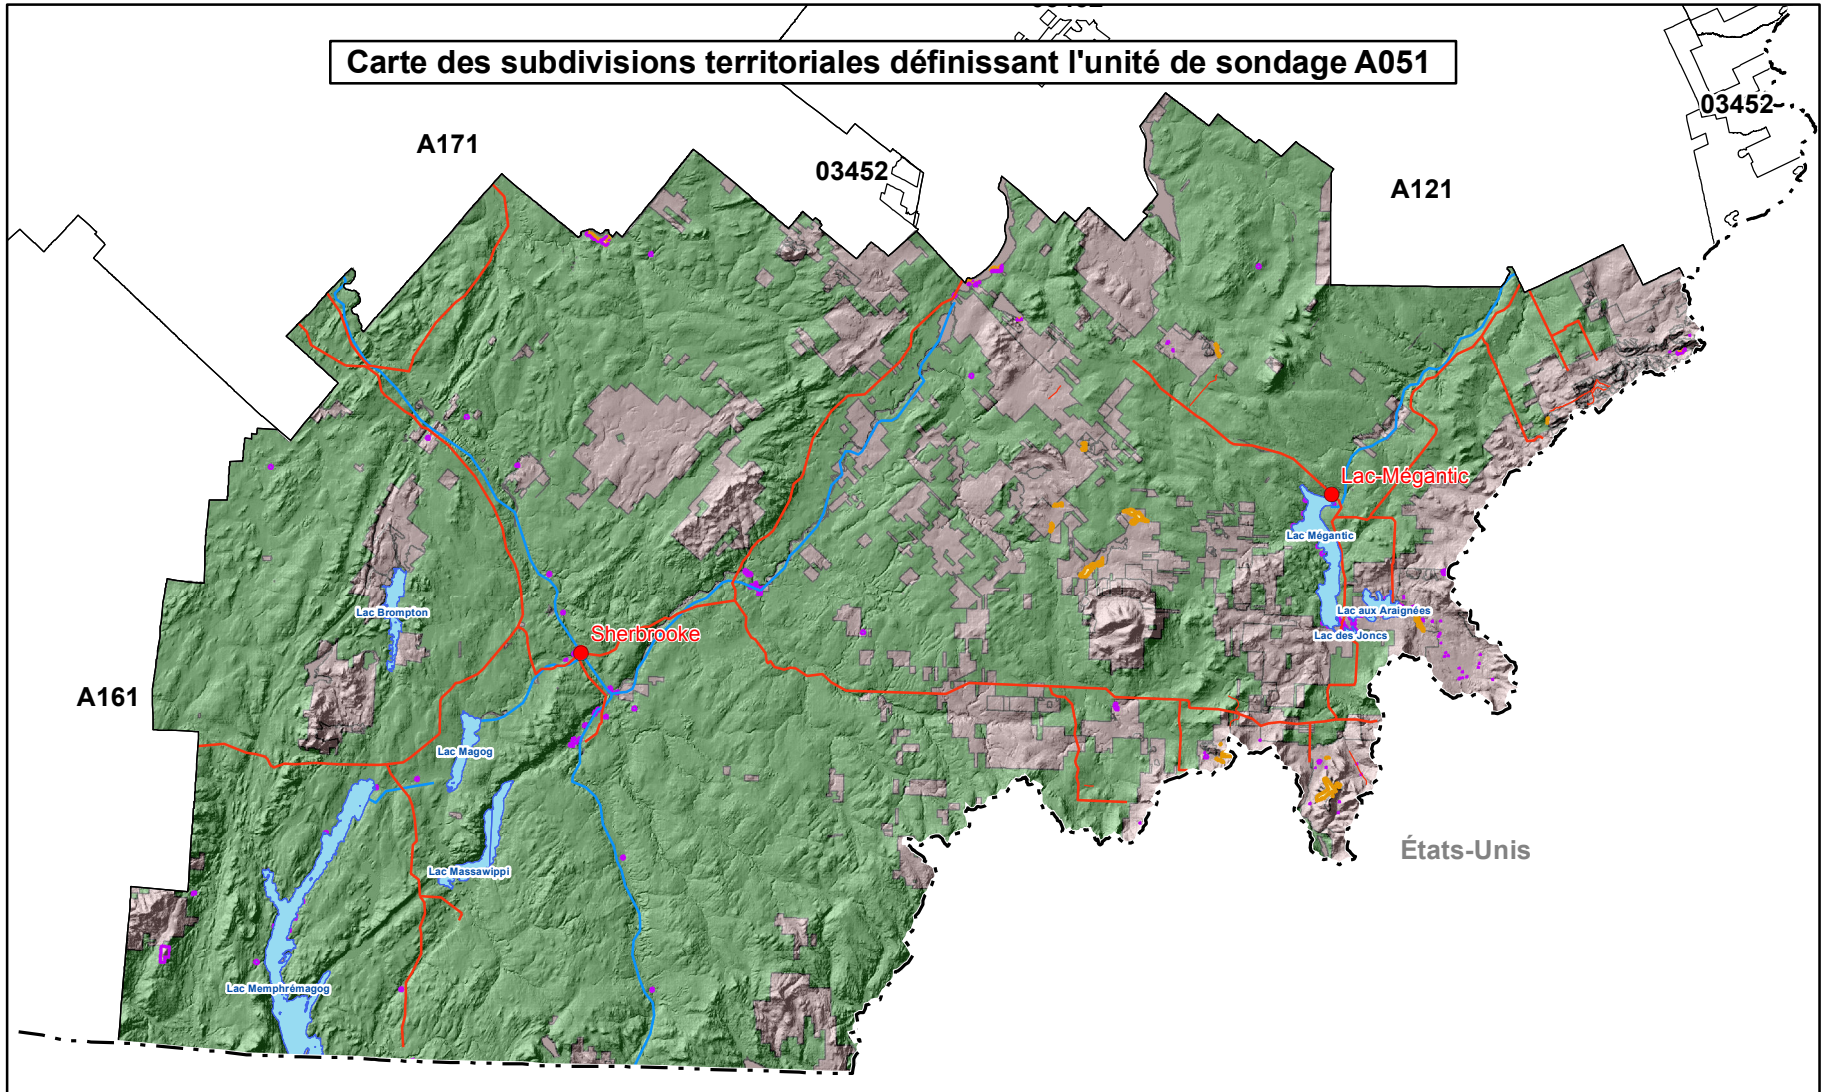 Carte des subdivisions territoriales définissant l'unité de sondage A051
03452
A171
03452
A121
Lac-Mégantic
Lac Mégantic
Lac Brompton
Lac aux Araignées
Sherbrooke
Lac des Joncs
A161
Lac Magog
États-Unis
Lac Massawippi
Lac Memphrémagog